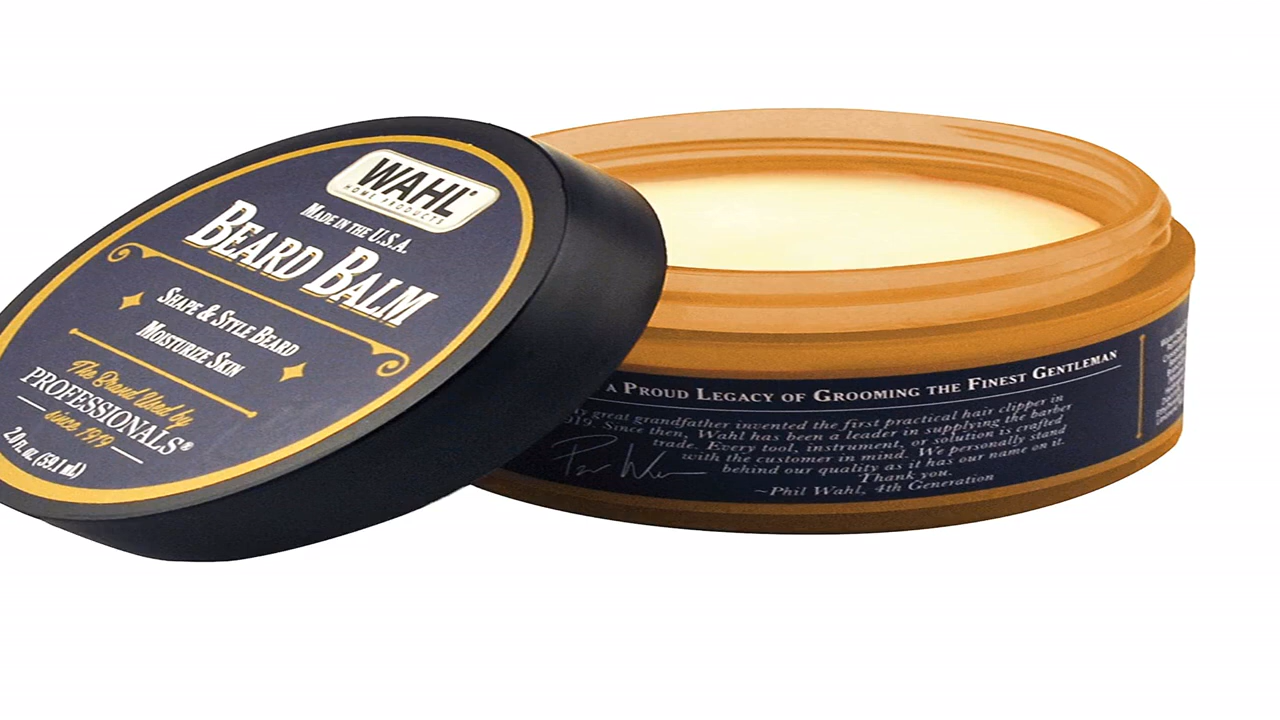 WAHL®
HOME PRODUCTS
MADE IN THE U.S.A.
BEARD BALM
SHAPE & STYLE BEARD
MOISTURIZE SKIN
The Brand Used by
PROFESSIONALS®
since 1919
2.0 FL OZ. (59.1 mL)
A PROUD LEGACY OF GROOMING THE FINEST GENTLEMAN
great grandfather invented the first practical hair clipper in
Since then, Wahl has been a leader in supplying the barber
trade. Every tool, instrument, or solution is crafted
with the customer in mind. We personally stand
behind our quality as it has our name on it.
Thank you.
~Phil Wahl, 4th Generation